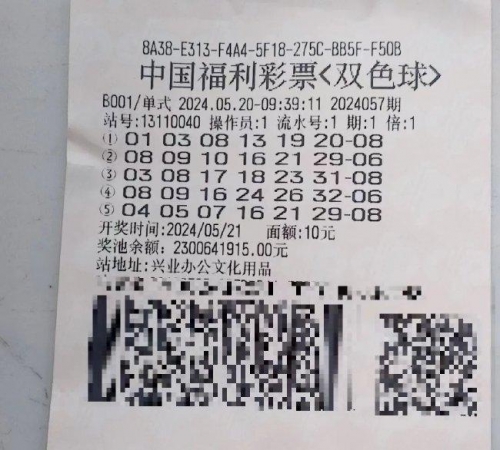 8A38-E313-F4A4-5F18-275C-BB5F-F50B
中国福利彩票<双色球>
B001/单式 2024.05.20-09:39:11 2024057期
站号:13110040 操作员:1 流水号:1 期:1 倍:1
① 01 03 08 13 19 20-08
② 08 09 10 16 21 29-06
③ 03 08 17 18 23 31-08
④ 08 09 16 24 26 32-06
⑤ 04 05 07 16 21 29-08
开奖时间:2024/05/21 面额:10元
奖池余额: 2300641915.00元
站地址:兴业办公文化用品